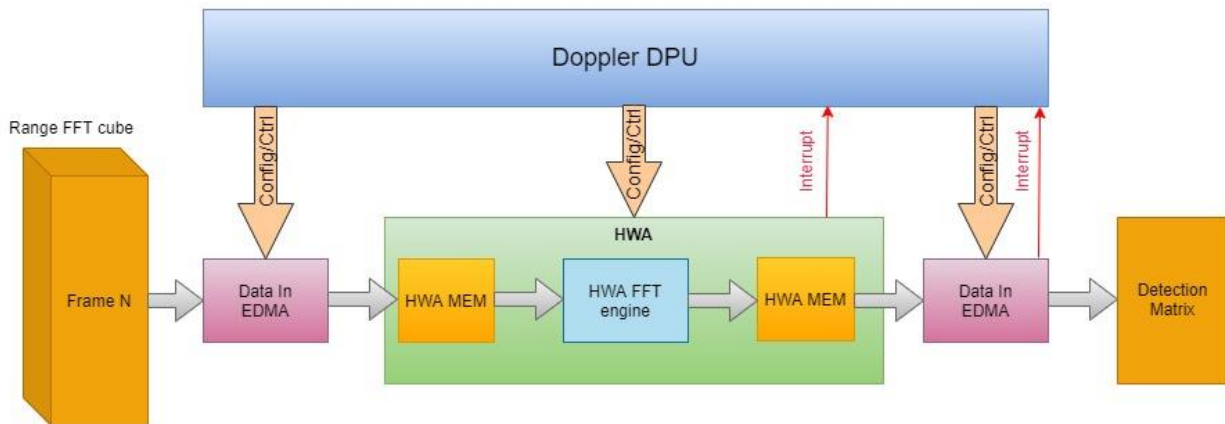 Doppler DPU
Range FFT cube
Config/Ctrl
Config/Ctrl
Interrupt
Config/Ctrl
Interrupt
HWA
Frame N
Data In
EDMA
HWA MEM
HWA FFT
engine
HWA MEM
Data In
EDMA
Detection
Matrix